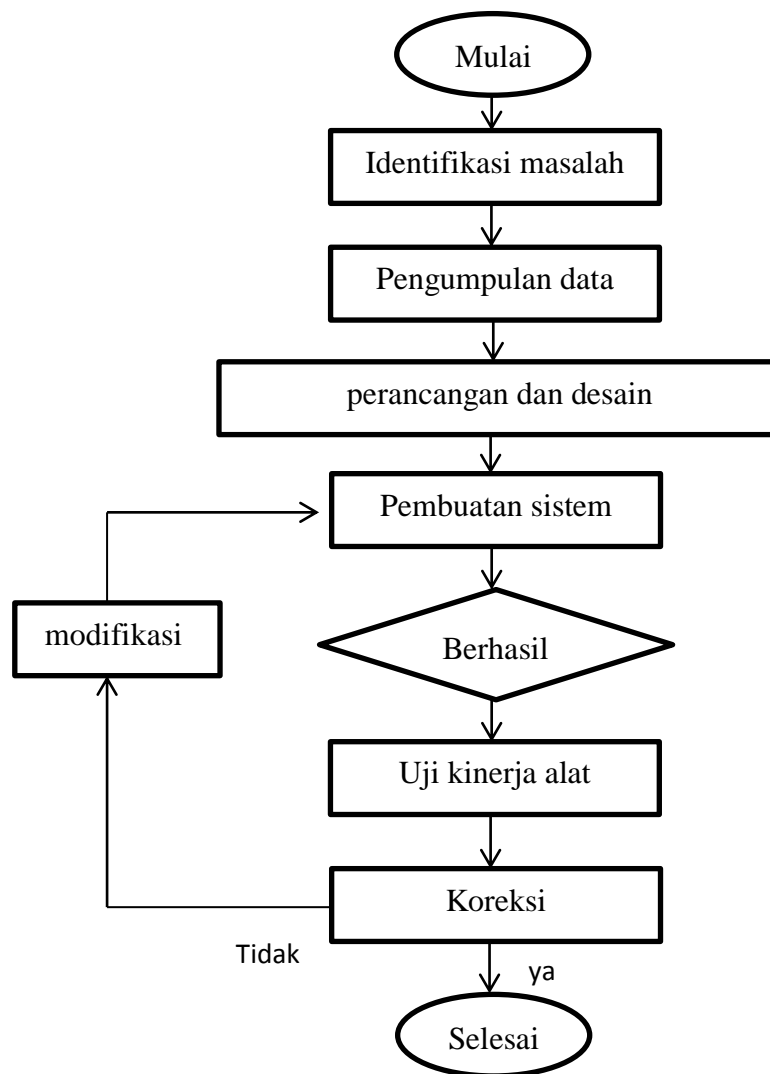 Mulai
Identifikasi masalah
Pengumpulan data
perancangan dan desain
Pembuatan sistem
modifikasi
Berhasil
Uji kinerja alat
Koreksi
Tidak
ya
Selesai